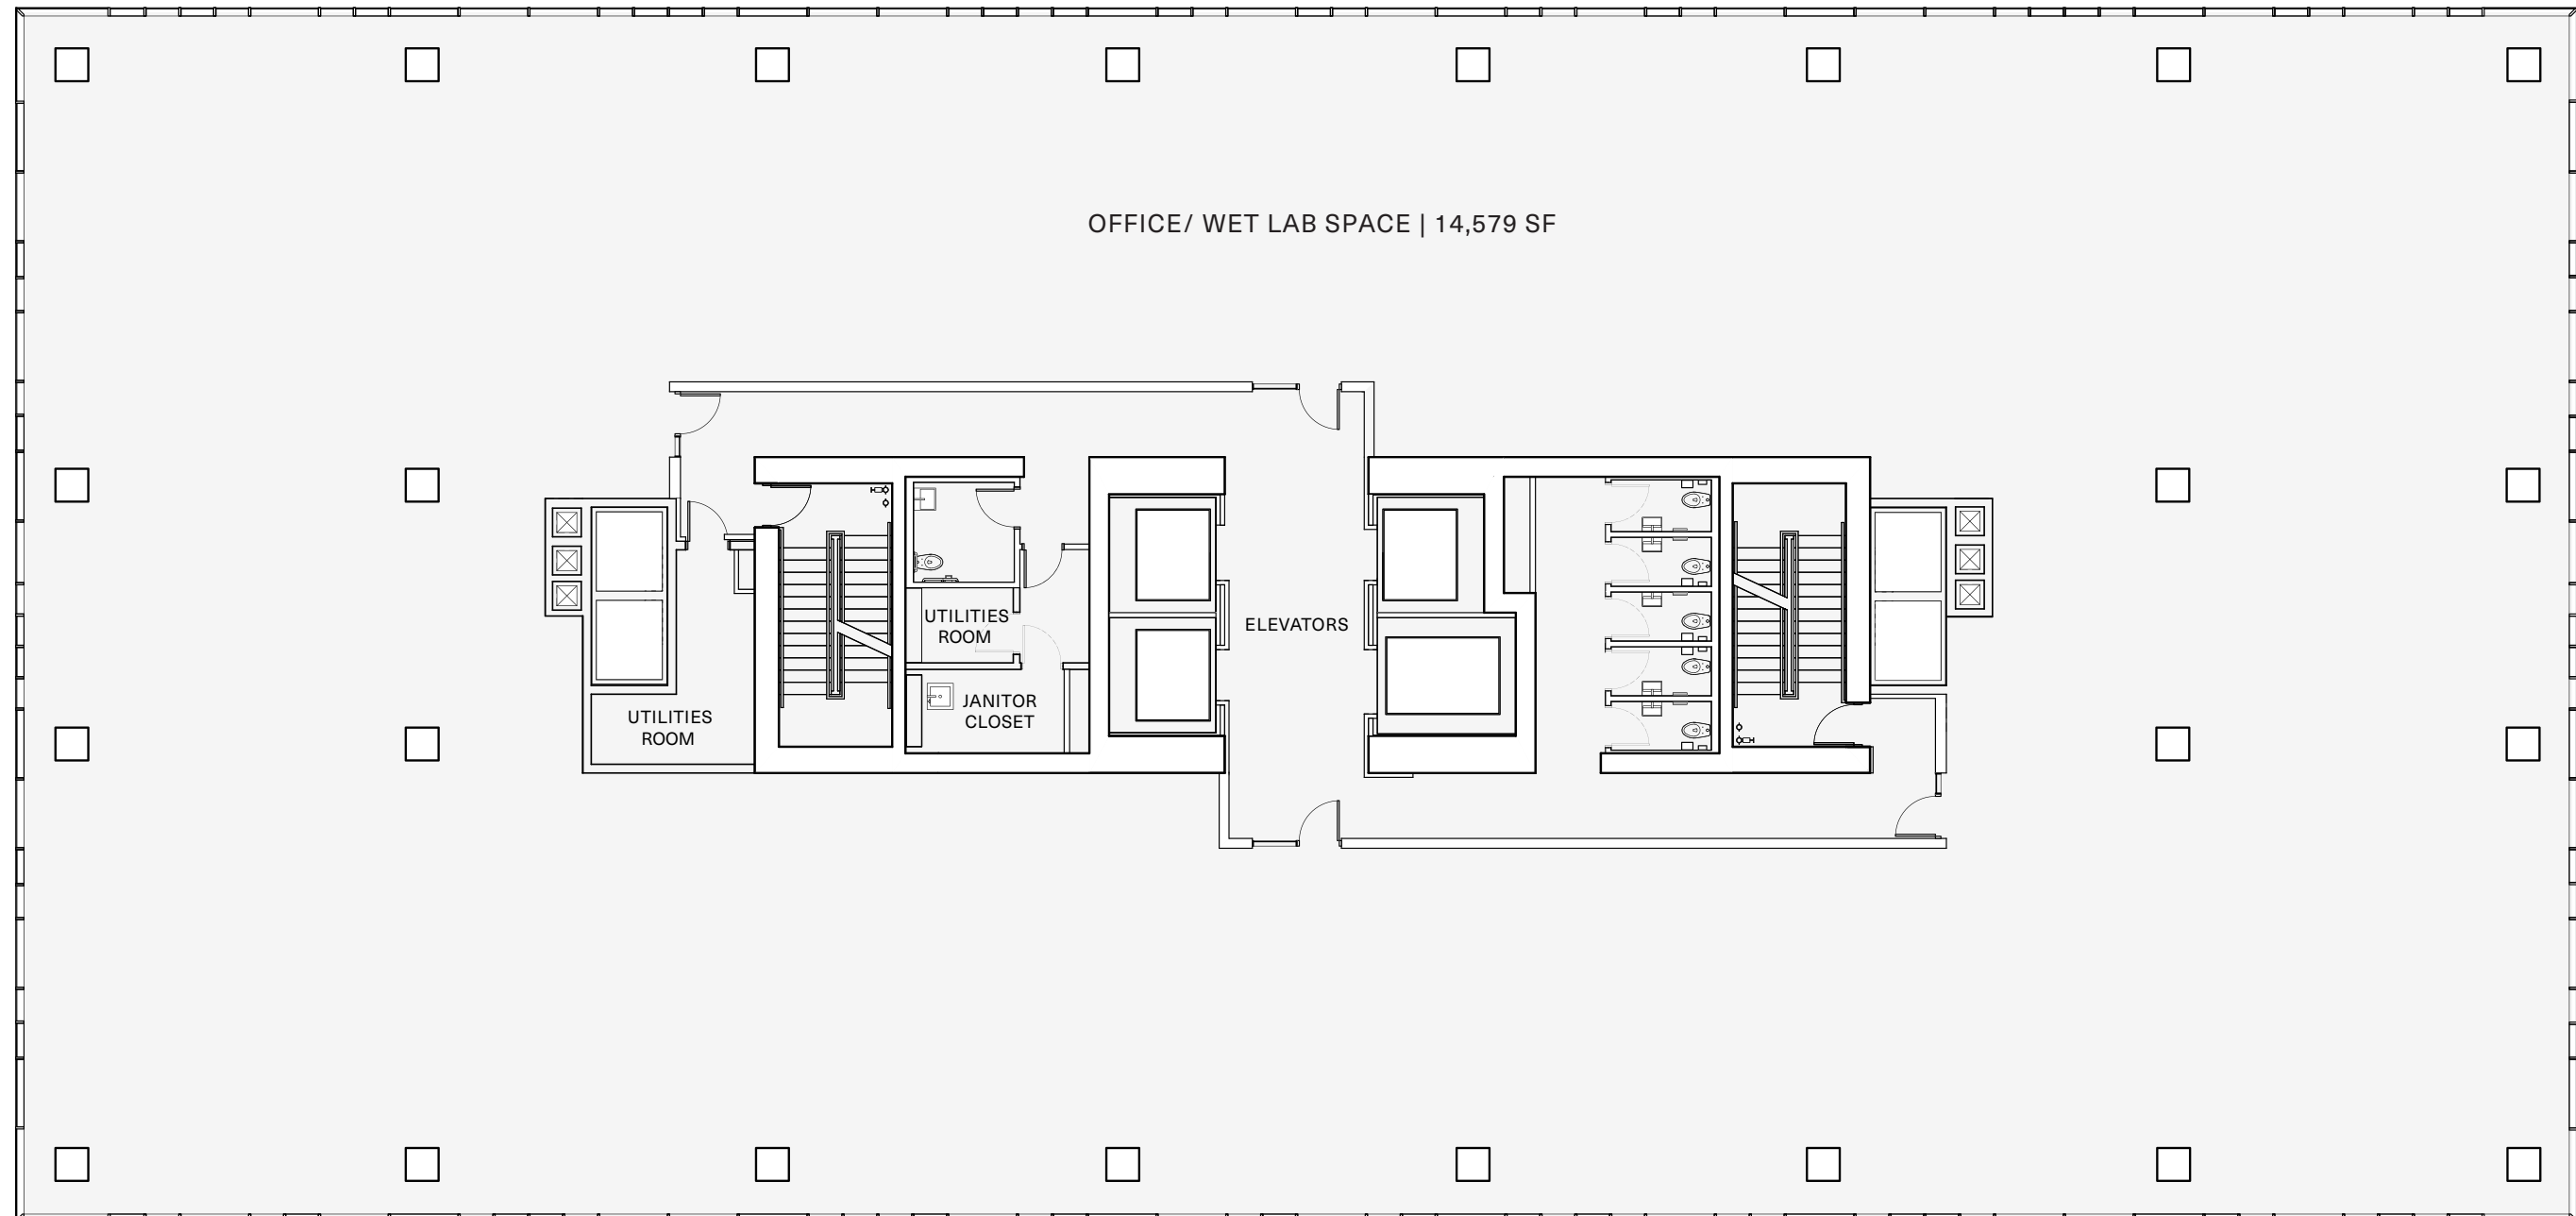 OFFICE/ WET LAB SPACE | 14,579 SF
UTILITIES
ROOM
ELEVATORS
JANITOR
CLOSET
UTILITIES
ROOM